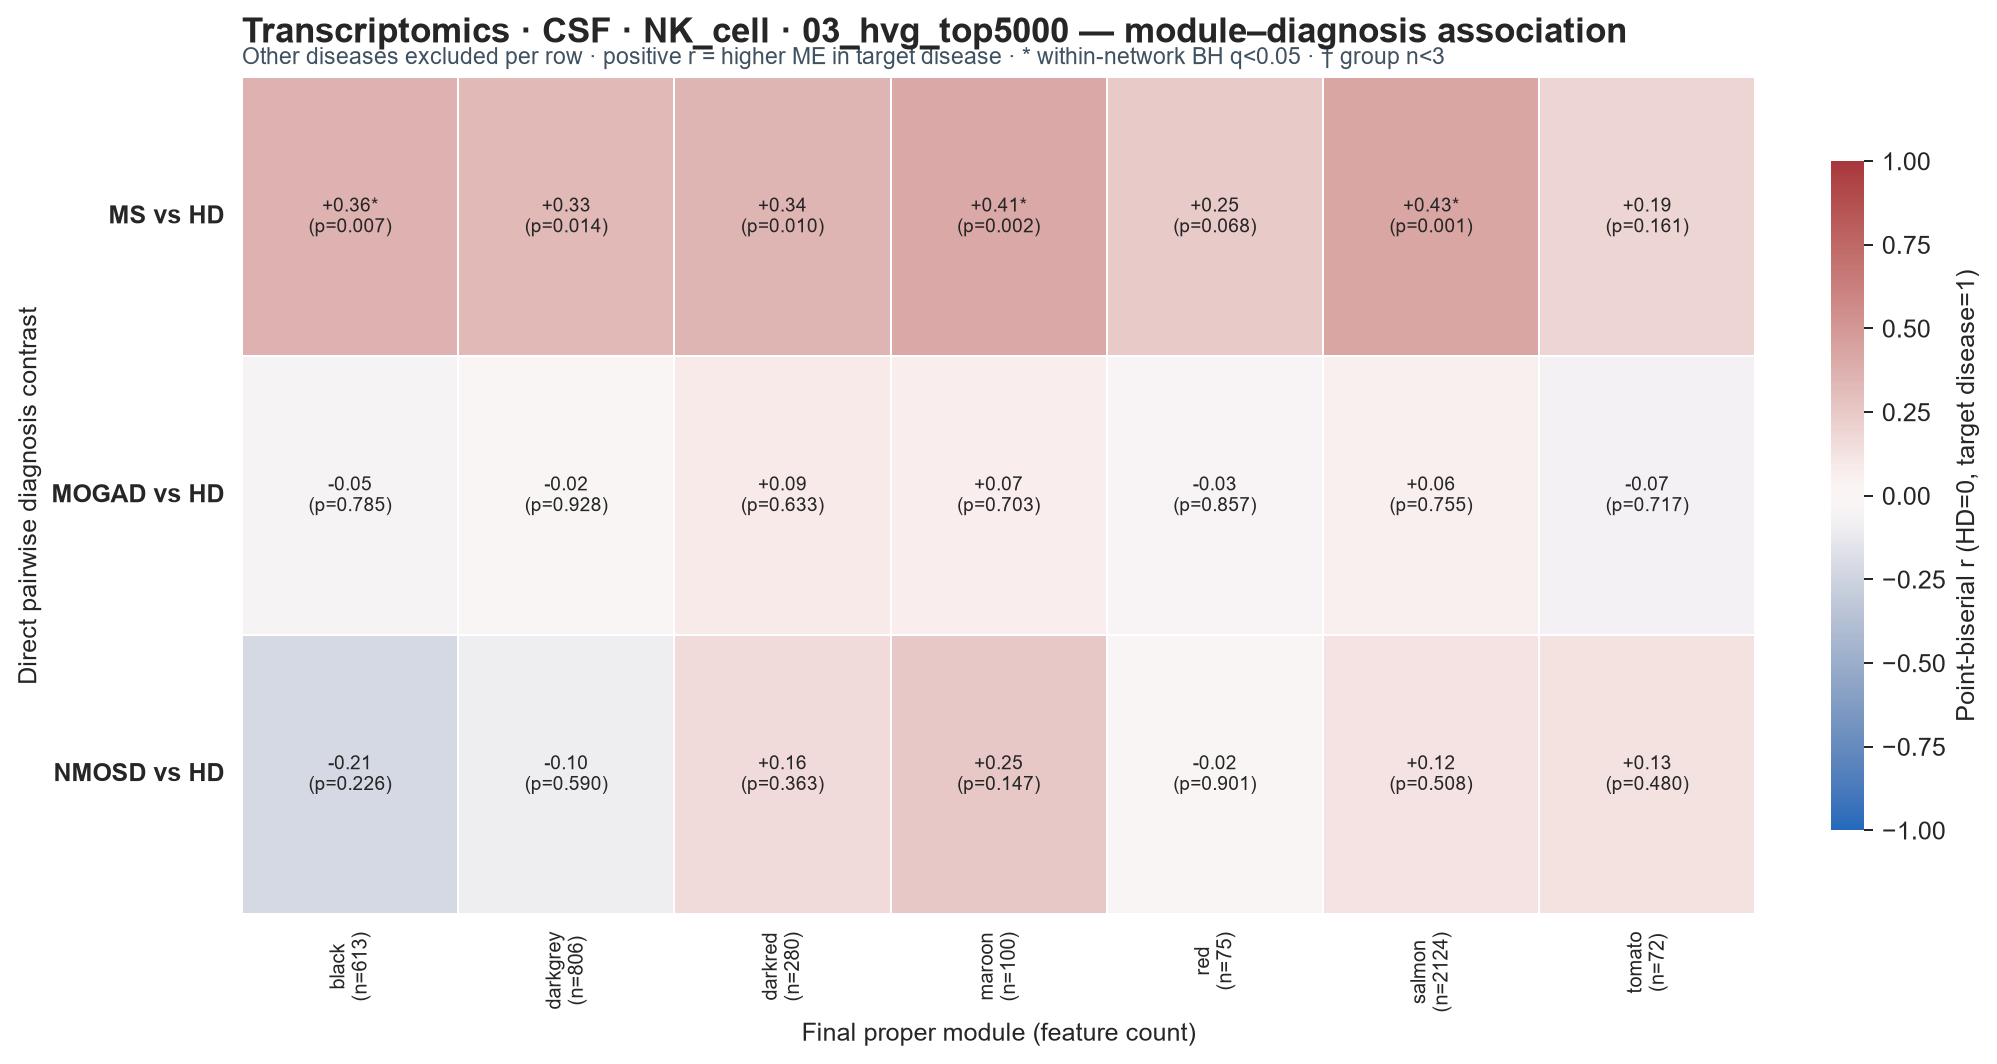 Transcriptomics · CSF · NK_cell · 03_hvg_top5000 — module–diagnosis association
Other diseases excluded per row · positive r = higher ME in target disease · * within-network BH q<0.05 · † group n<3
Direct pairwise diagnosis contrast
MS vs HD
+0.36*
(p=0.007)
+0.33
(p=0.014)
+0.34
(p=0.010)
+0.41*
(p=0.002)
+0.25
(p=0.068)
+0.43*
(p=0.001)
+0.19
(p=0.161)
MOGAD vs HD
-0.05
(p=0.785)
-0.02
(p=0.928)
+0.09
(p=0.633)
+0.07
(p=0.703)
-0.03
(p=0.857)
+0.06
(p=0.755)
-0.07
(p=0.717)
NMOSD vs HD
-0.21
(p=0.226)
-0.10
(p=0.590)
+0.16
(p=0.363)
+0.25
(p=0.147)
-0.02
(p=0.901)
+0.12
(p=0.508)
+0.13
(p=0.480)
black
(n=613)
darkgrey
(n=806)
darkred
(n=280)
maroon
(n=100)
red
(n=75)
salmon
(n=2124)
tomato
(n=72)
Final proper module (feature count)
1.00
0.75
0.50
0.25
0.00
−0.25
−0.50
−0.75
−1.00
Point-biserial r (HD=0, target disease=1)